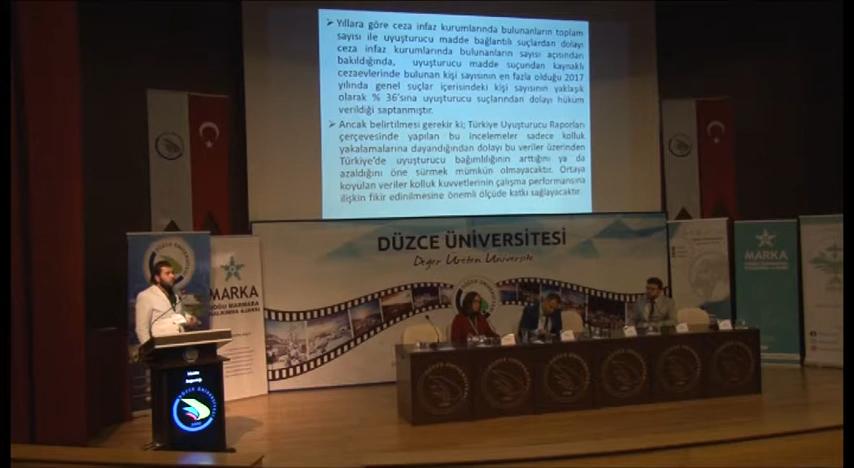 ➤ Yıllara göre ceza infaz kurumlarında bulunanların toplam
sayısı ile uyuşturucu madde bağlantılı suçlardan dolayı
ceza infaz kurumlarında bulunanların sayısı açısından
bakıldığında, uyuşturucu madde suçundan kaynaklı
cezaevlerinde bulunan kişi sayısının en fazla olduğu 2017
yılında genel suçlar içerisindeki kişi sayısının yaklaşık
olarak % 36'sına uyuşturucu suçlarından dolayı hüküm
verildiği saptanmıştır.
➤ Ancak belirtilmesi gerekir ki; Türkiye Uyuşturucu Raporları
çerçevesinde yapılan bu incelemeler sadece kolluk
yakalamalarına dayandığından dolayı bu veriler üzerinden
Türkiye'de uyuşturucu bağımlılığının arttığını ya da
azaldığını öne sürmek mümkün olmayacaktır. Ortaya
koyulan veriler kolluk kuvvetlerinin çalışma performansına
ilişkin fikir edinilmesine önemli ölçüde katkı sağlayacaktır.
DÜZCE ÜNİVERSİTESİ
Değer Üreten Üniversite
MARKA
DOĞU MARMARA
KALKINMA AJANSI
MARKA